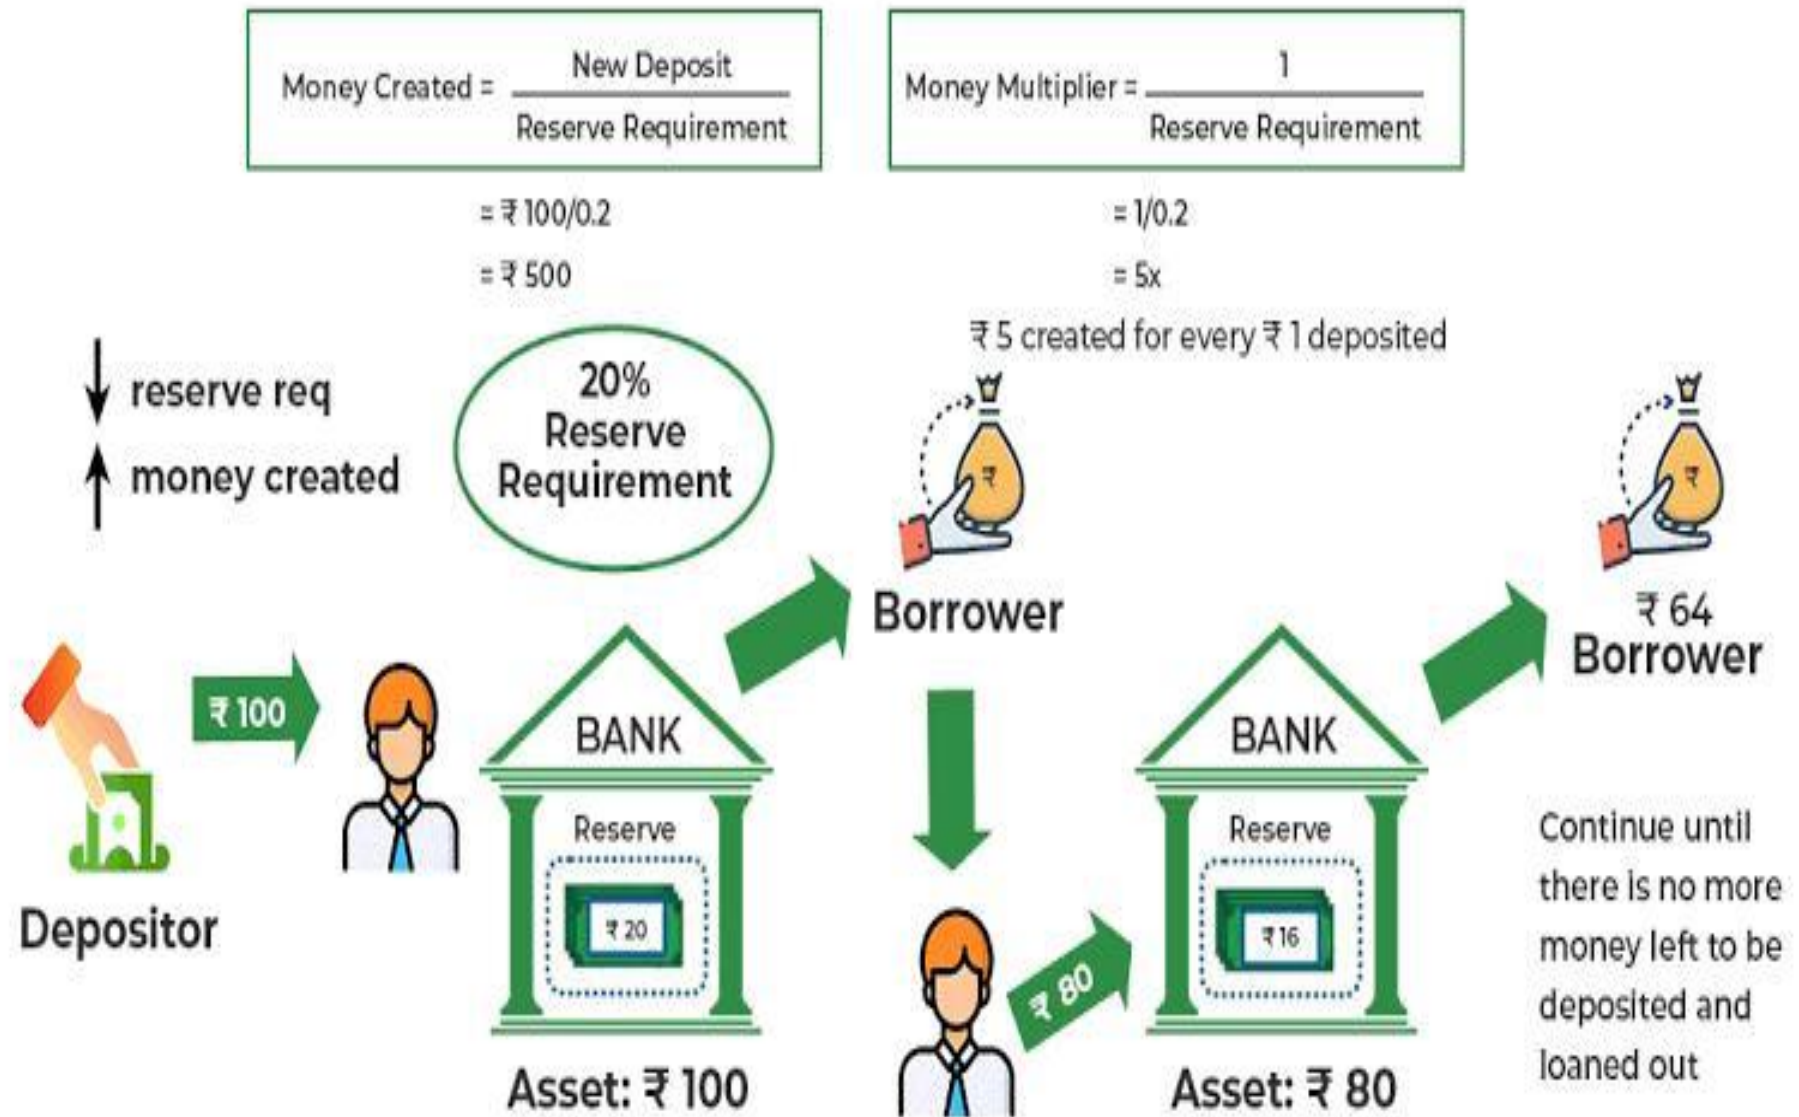 Money Created =
New Deposit
Reserve Requirement
= ₹ 100/0.2
= ₹ 500
Money Multiplier =
1
Reserve Requirement
= 1/0.2
= 5x
₹ 5 created for every ₹ 1 deposited
reserve req
money created
20%
Reserve
Requirement
₹ 100
Depositor
BANK
Reserve
₹ 20
Asset: ₹ 100
₹
Borrower
₹ 80
BANK
Reserve
₹ 16
Asset: ₹ 80
₹
₹ 64
Borrower
Continue until
there is no more
money left to be
deposited and
loaned out